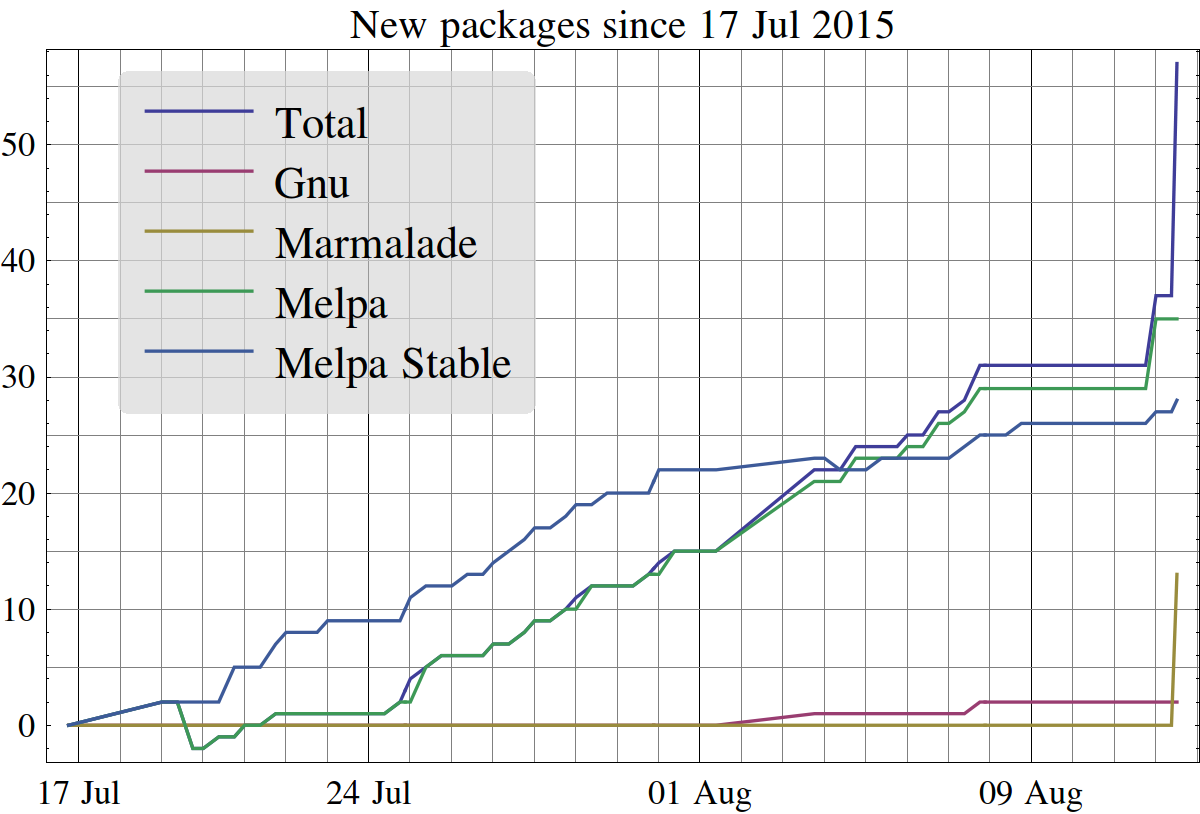 New packages since 17 Jul 2015
Total
Gnu
Marmalade
Melpa
Melpa Stable
50
40
30
20
10
0
17 Jul 24 Jul 01 Aug 09 Aug